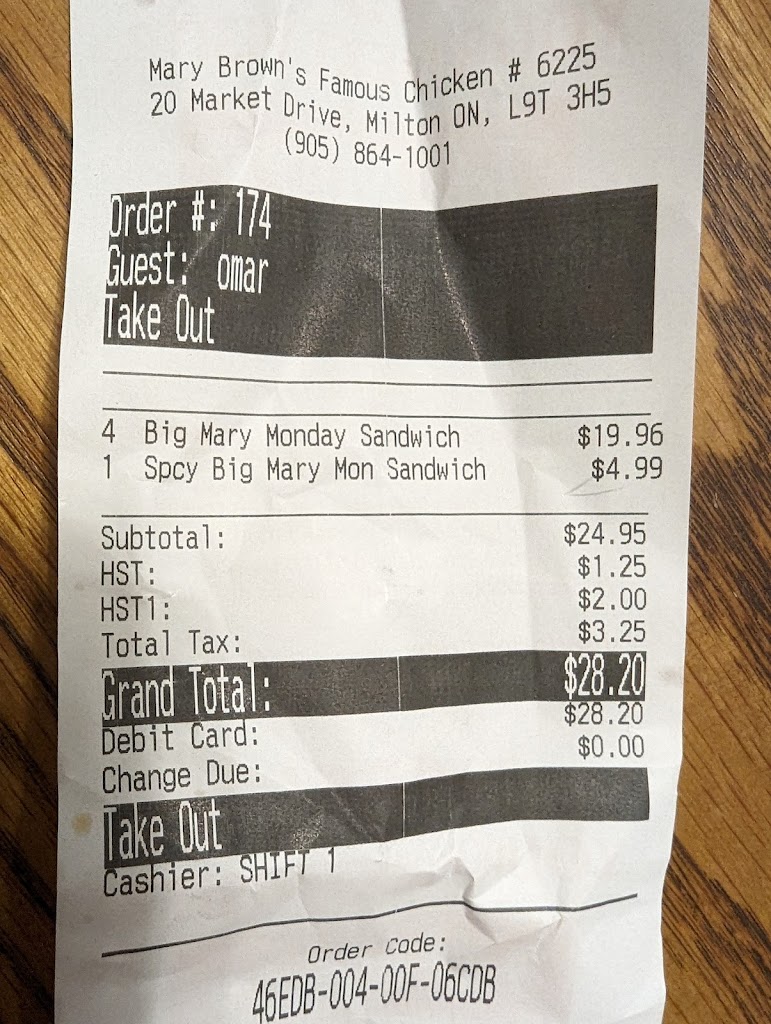 Mary Brown's Famous Chicken # 6225
20 Market Drive, Milton ON, L9T 3H5
(905) 864-1001
Order #: 174
Guest: omar
Take Out
4 Big Mary Monday Sandwich $19.96
1 Spcy Big Mary Mon Sandwich $4.99
Subtotal: $24.95
HST: $1.25
HST1: $2.00
Total Tax: $3.25
Grand Total: $28.20
Debit Card: $28.20
Change Due: $0.00
Take Out
Cashier: SHIFT 1
Order Code:
46EDB-004-00F-06CDB